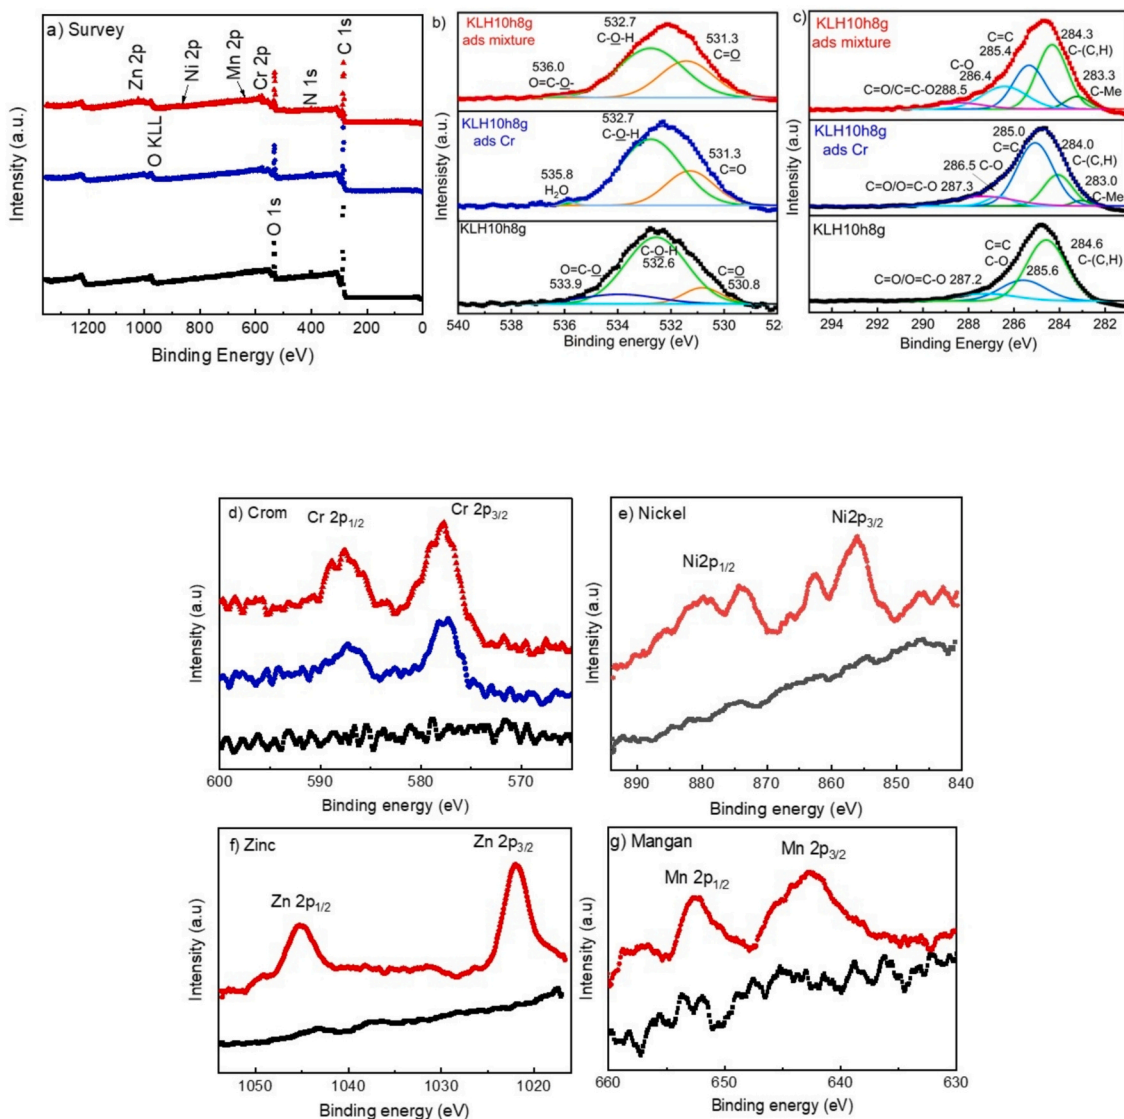 a) Survey
Zn 2p
Ni 2p
Mn 2p
Cr 2p
C 1s
N 1s
O KLL
O 1s
Intensity (a.u.)
1200 1000 800 600 400 200 0
Binding Energy (eV)
b)
KLH10h8g
ads mixture
532.7
C-O-H
531.3
C=O
536.0
O=C-O-
KLH10h8g
ads Cr
532.7
C-O-H
531.3
C=O
535.8
H2O
KLH10h8g
O=C-O
533.9
C-O-H
532.6
C=O
530.8
Intensisty (a.u.)
540 538 536 534 532 530 528
Binding energy (eV)
c)
KLH10h8g
ads mixture
C=C
285.4
284.3
C-(C,H)
C-O
286.4
283.3
C-Me
C=O/C=C-O288.5
KLH10h8g
ads Cr
285.0
C=C
284.0
C-(C,H)
286.5 C-O
283.0
C-Me
C=O/O=C-O 287.3
KLH10h8g
C=C
C-O
284.6
C-(C,H)
285.6
C=O/O=C-O 287.2
Intensity (a.u.)
294 292 290 288 286 284 282
Binding Energy (eV)
d) Crom
Cr 2p1/2
Cr 2p3/2
Intensity (a.u)
600 590 580 570
Binding energy (eV)
e) Nickel
Ni2p3/2
Ni2p1/2
Intensity (a.u)
890 880 870 860 850 840
Binding energy (eV)
f) Zinc
Zn 2p3/2
Zn 2p1/2
Intensity (a.u)
1050 1040 1030 1020
Binding energy (eV)
g) Mangan
Mn 2p3/2
Mn 2p1/2
Intensity (a.u)
660 650 640 630
Binding energy (eV)